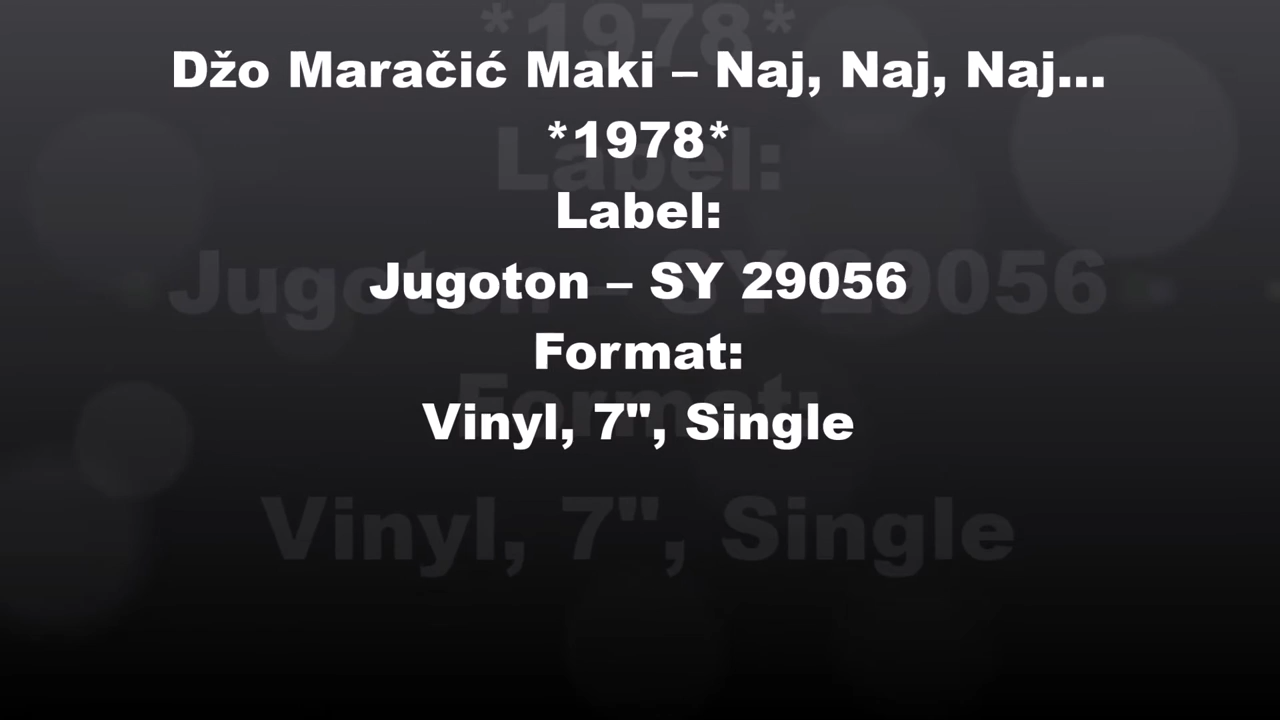 Džo Maračić Maki – Naj, Naj, Naj...
*1978*
Label:
Jugoton – SY 29056
Format:
Vinyl, 7", Single